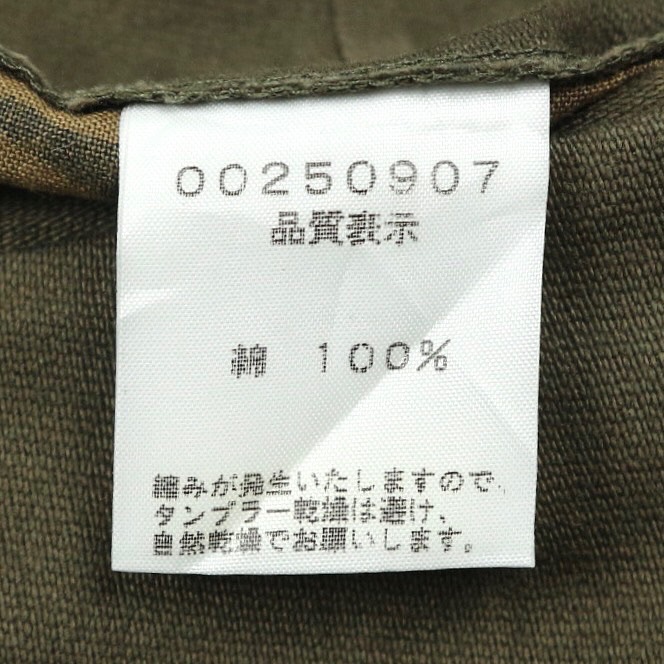 00250907
品質表示
綿 100%
縮みが発生いたしますので、
タンブラー乾燥は避け、
自然乾燥でお願いします。